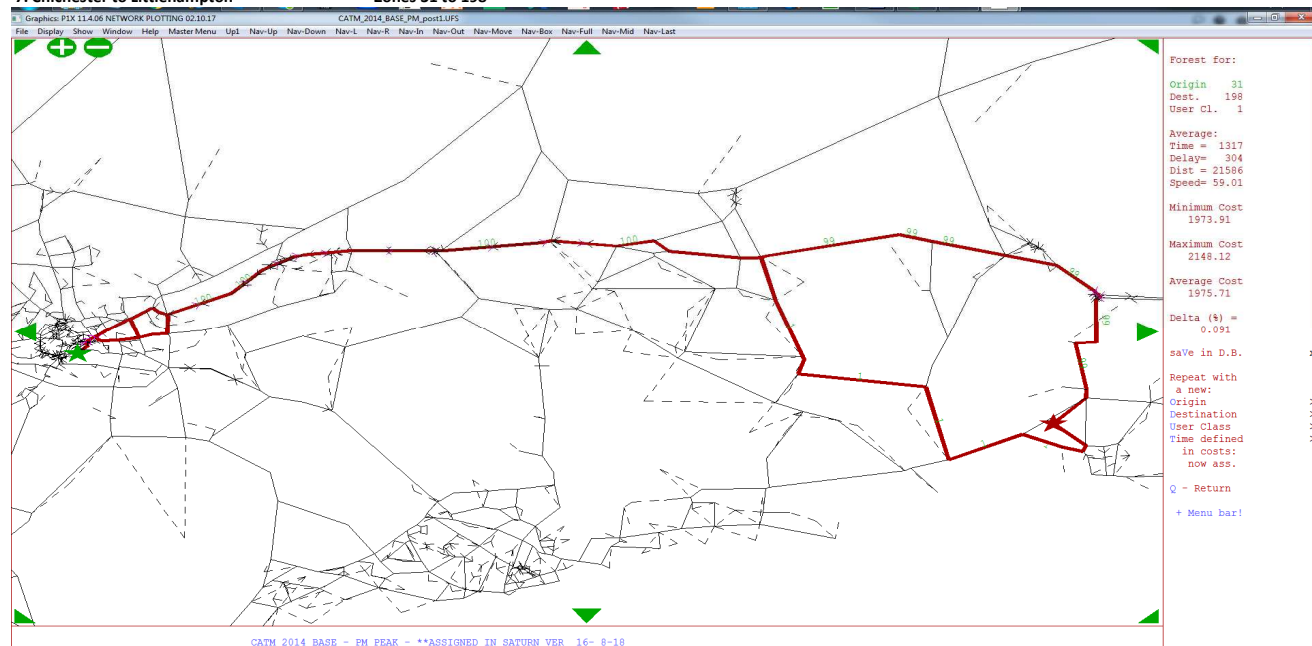 A Chichester to Littlehampton Zones 31 to 198
Graphics: P1X 11.4.06 NETWORK PLOTTING 02.10.17 CATM_2014_BASE_PM_post1.UFS
File Display Show Window Help Master Menu Up1 Nav-Up Nav-Down Nav-L Nav-R Nav-In Nav-Out Nav-Move Nav-Box Nav-Full Nav-Mid Nav-Last
Forest for:
Origin 31
Dest. 198
User Cl. 1
Average:
Time = 1317
Delay= 304
Dist = 21586
Speed= 59.01
Minimum Cost
1973.91
Maximum Cost
2148.12
Average Cost
1975.71
Delta (%) =
0.091
saVe in D.B.
Repeat with
a new:
Origin
Destination
User Class
Time defined
in costs:
now ass.
Q - Return
+ Menu bar!
100
100
100
100
99
99
99
1
1
CATM 2014 BASE - PM PEAK - **ASSIGNED IN SATURN VER 16- 8-18